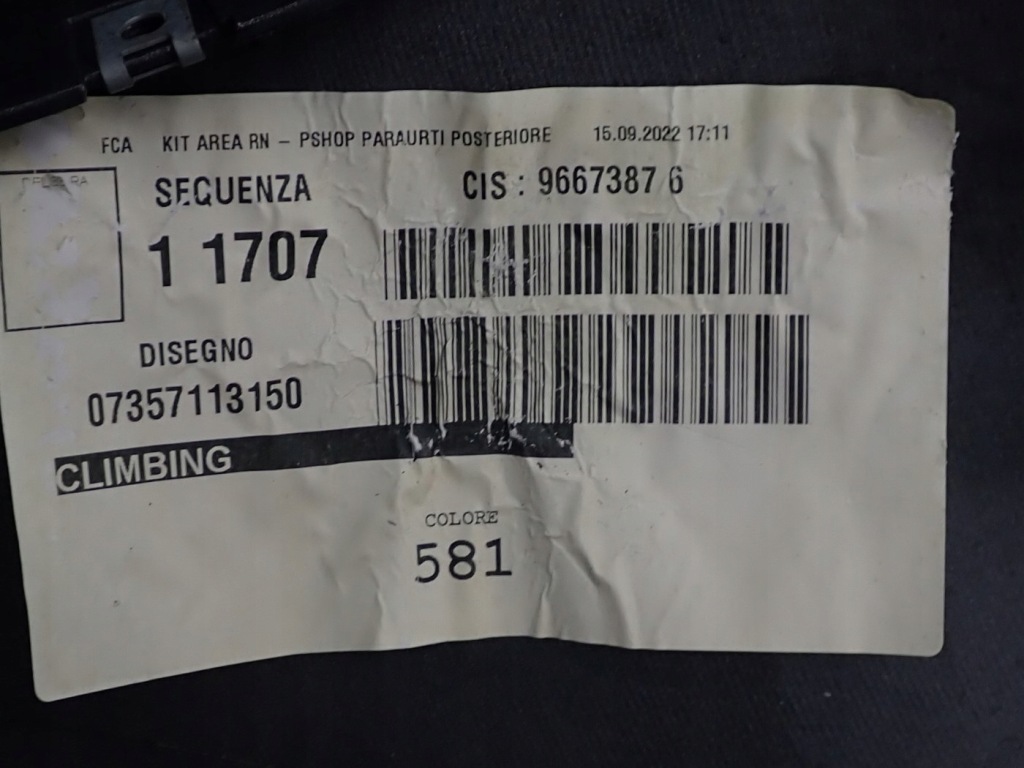 FCA KIT AREA RN - PSHOP PARAURTI POSTERIORE 15.09.2022 17:11
SEQUENZA CIS : 9667387 6
1 1707
DISEGNO
07357113150
CLIMBING
COLORE
581